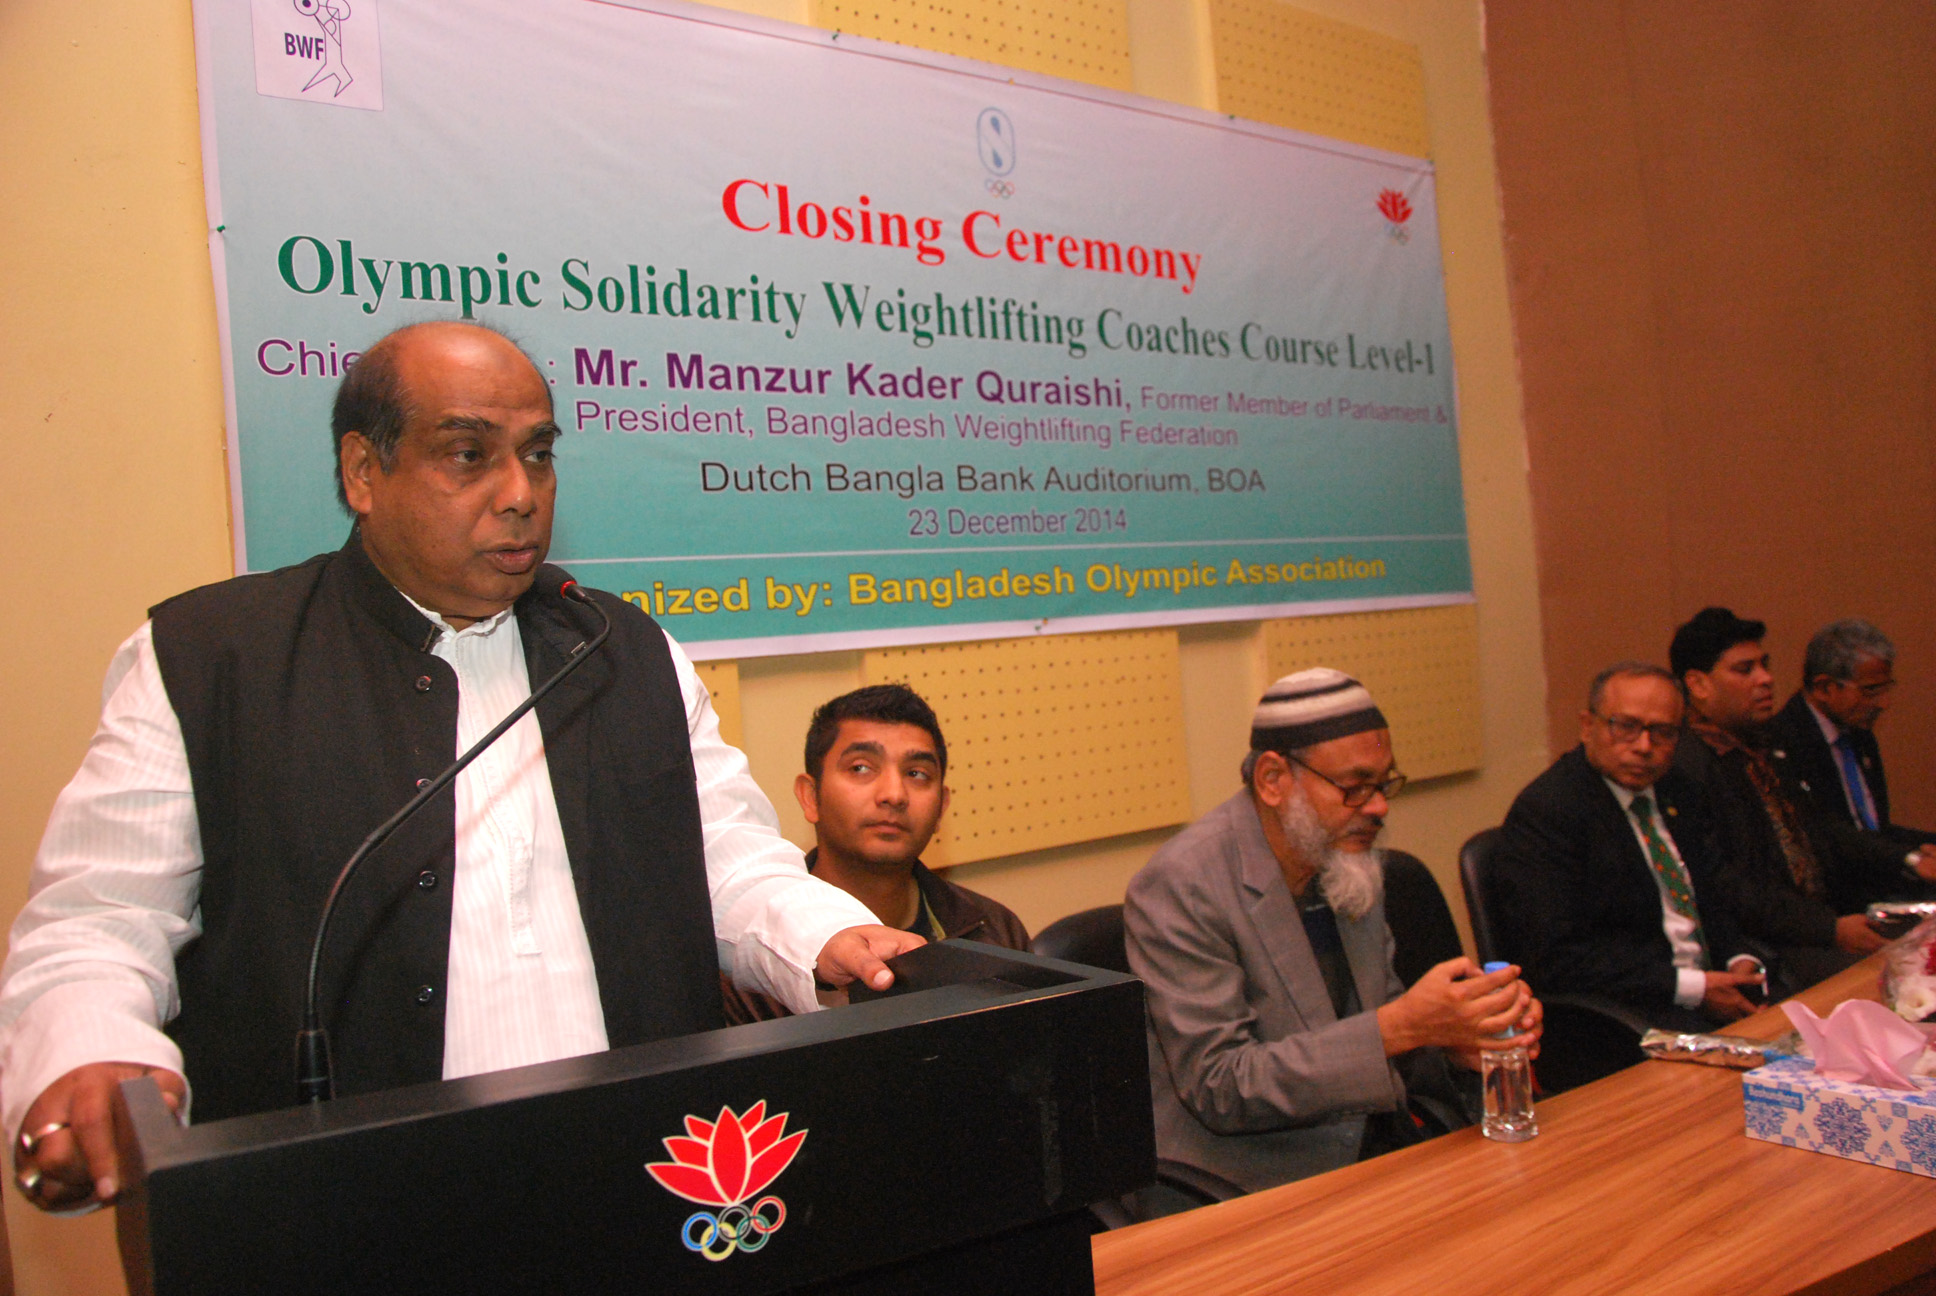 BWF
S
Closing Ceremony
Olympic Solidarity Weightlifting Coaches Course Level-1
Chie : Mr. Manzur Kader Quraishi, Former Member of Parliament &
President, Bangladesh Weightlifting Federation
Dutch Bangla Bank Auditorium, BOA
23 December 2014
nized by: Bangladesh Olympic Association